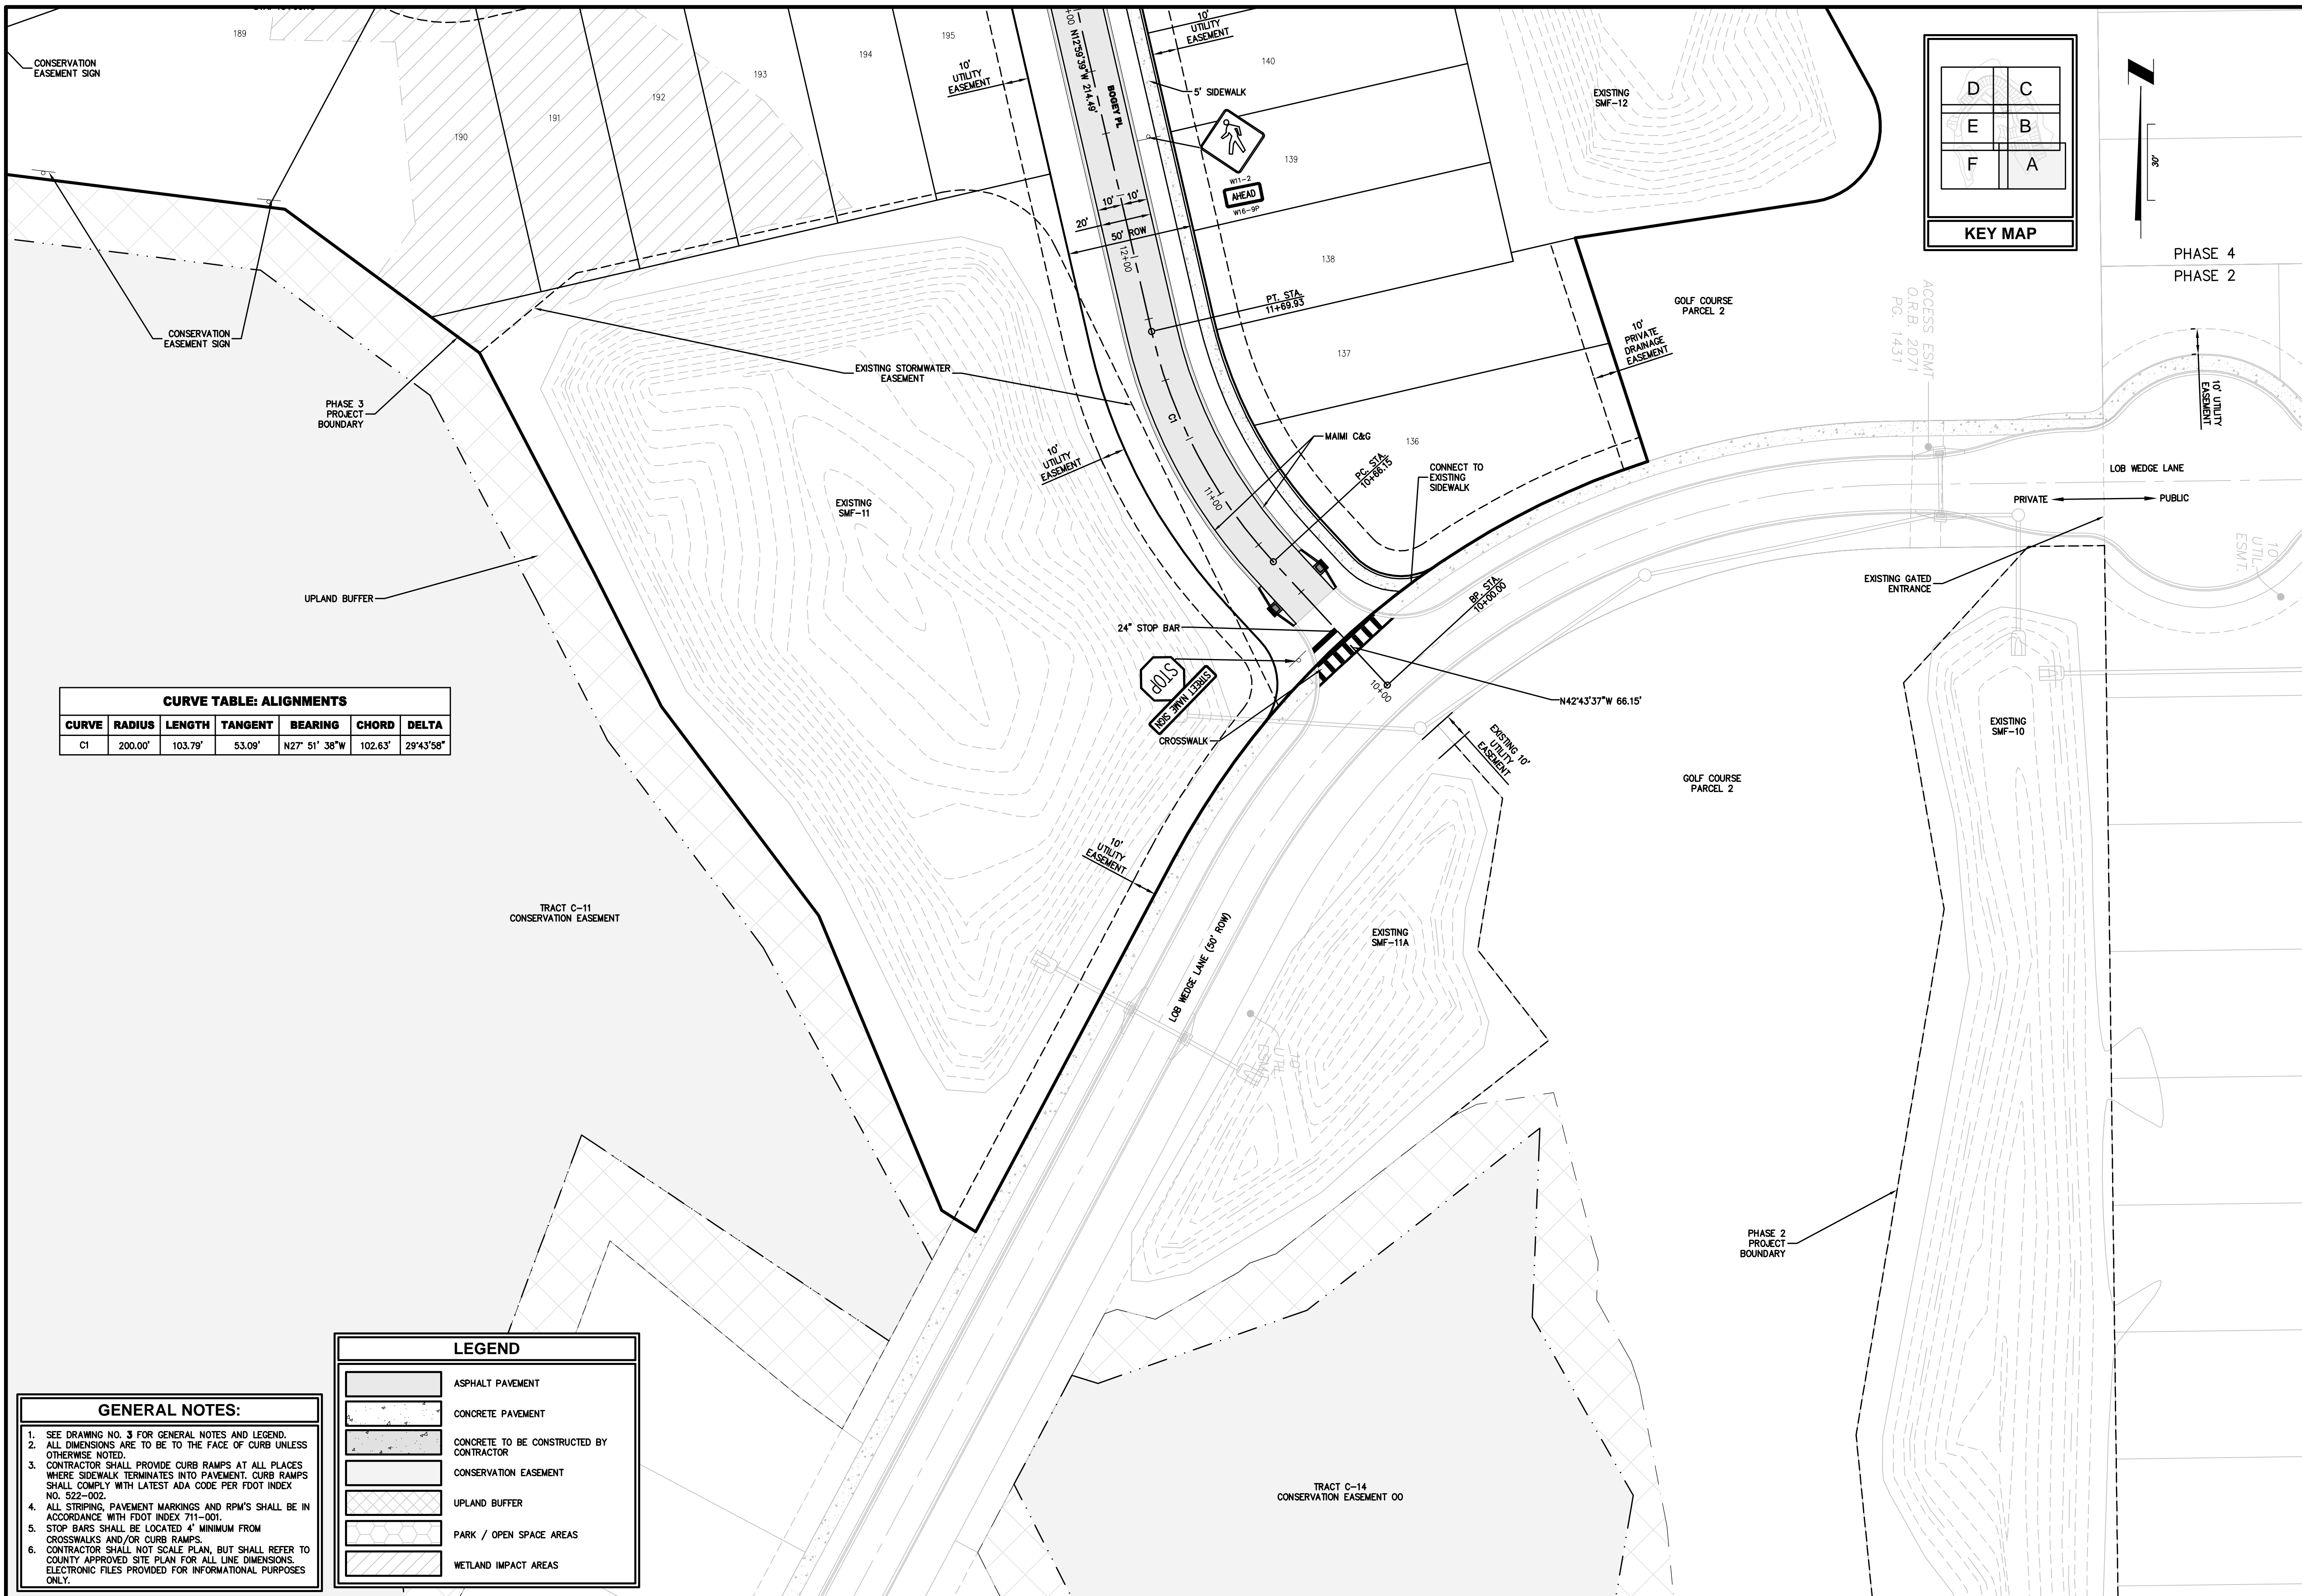 189
CONSERVATION
EASEMENT SIGN
190
191
192
193
194
195
10'
UTILITY
EASEMENT
+00
N12°59'39"W 214.49'
BOGEY PL
10'
UTILITY
EASEMENT
5' SIDEWALK
140
139
W11-2
AHEAD
W16-9P
10'
10'
20'
50' ROW
12+00
138
PT. STA.
11+69.93
137
10'
PRIVATE
DRAINAGE
EASEMENT
EXISTING
SMF-12
GOLF COURSE
PARCEL 2
D
C
E
B
F
A
KEY MAP
30'
PHASE 4
PHASE 2
ACCESS ESMT
O.R.B. 2071
PG. 1431
10' UTILITY
EASEMENT
LOB WEDGE LANE
PRIVATE
PUBLIC
10'
UTIL.
ESMT.
EXISTING GATED
ENTRANCE
CONSERVATION
EASEMENT SIGN
EXISTING STORMWATER
EASEMENT
PHASE 3
PROJECT
BOUNDARY
C1
MAIMI C&G
136
10'
UTILITY
EASEMENT
PC. STA.
10+66.15
CONNECT TO
EXISTING
SIDEWALK
11+00
EXISTING
SMF-11
UPLAND BUFFER
BP. STA.
10+00.00
24" STOP BAR
STOP
STREET NAME SIGN
10+00
N42°43'37"W 66.15'
CROSSWALK
EXISTING 10'
UTILITY
EASEMENT
EXISTING
SMF-10
GOLF COURSE
PARCEL 2
CURVE TABLE: ALIGNMENTS
CURVE RADIUS LENGTH TANGENT BEARING CHORD DELTA
C1 200.00' 103.79' 53.09' N27° 51' 38"W 102.63' 29°43'58"
10'
UTILITY
EASEMENT
TRACT C-11
CONSERVATION EASEMENT
LOB WEDGE LANE (50' ROW)
EXISTING
SMF-11A
10'
UTIL.
ESMT.
PHASE 2
PROJECT
BOUNDARY
TRACT C-14
CONSERVATION EASEMENT OO
LEGEND
ASPHALT PAVEMENT
CONCRETE PAVEMENT
CONCRETE TO BE CONSTRUCTED BY
CONTRACTOR
CONSERVATION EASEMENT
UPLAND BUFFER
PARK / OPEN SPACE AREAS
WETLAND IMPACT AREAS
GENERAL NOTES:
1. SEE DRAWING NO. 3 FOR GENERAL NOTES AND LEGEND.
2. ALL DIMENSIONS ARE TO BE TO THE FACE OF CURB UNLESS
OTHERWISE NOTED.
3. CONTRACTOR SHALL PROVIDE CURB RAMPS AT ALL PLACES
WHERE SIDEWALK TERMINATES INTO PAVEMENT. CURB RAMPS
SHALL COMPLY WITH LATEST ADA CODE PER FDOT INDEX
NO. 522-002.
4. ALL STRIPING, PAVEMENT MARKINGS AND RPM'S SHALL BE IN
ACCORDANCE WITH FDOT INDEX 711-001.
5. STOP BARS SHALL BE LOCATED 4' MINIMUM FROM
CROSSWALKS AND/OR CURB RAMPS.
6. CONTRACTOR SHALL NOT SCALE PLAN, BUT SHALL REFER TO
COUNTY APPROVED SITE PLAN FOR ALL LINE DIMENSIONS.
ELECTRONIC FILES PROVIDED FOR INFORMATIONAL PURPOSES
ONLY.